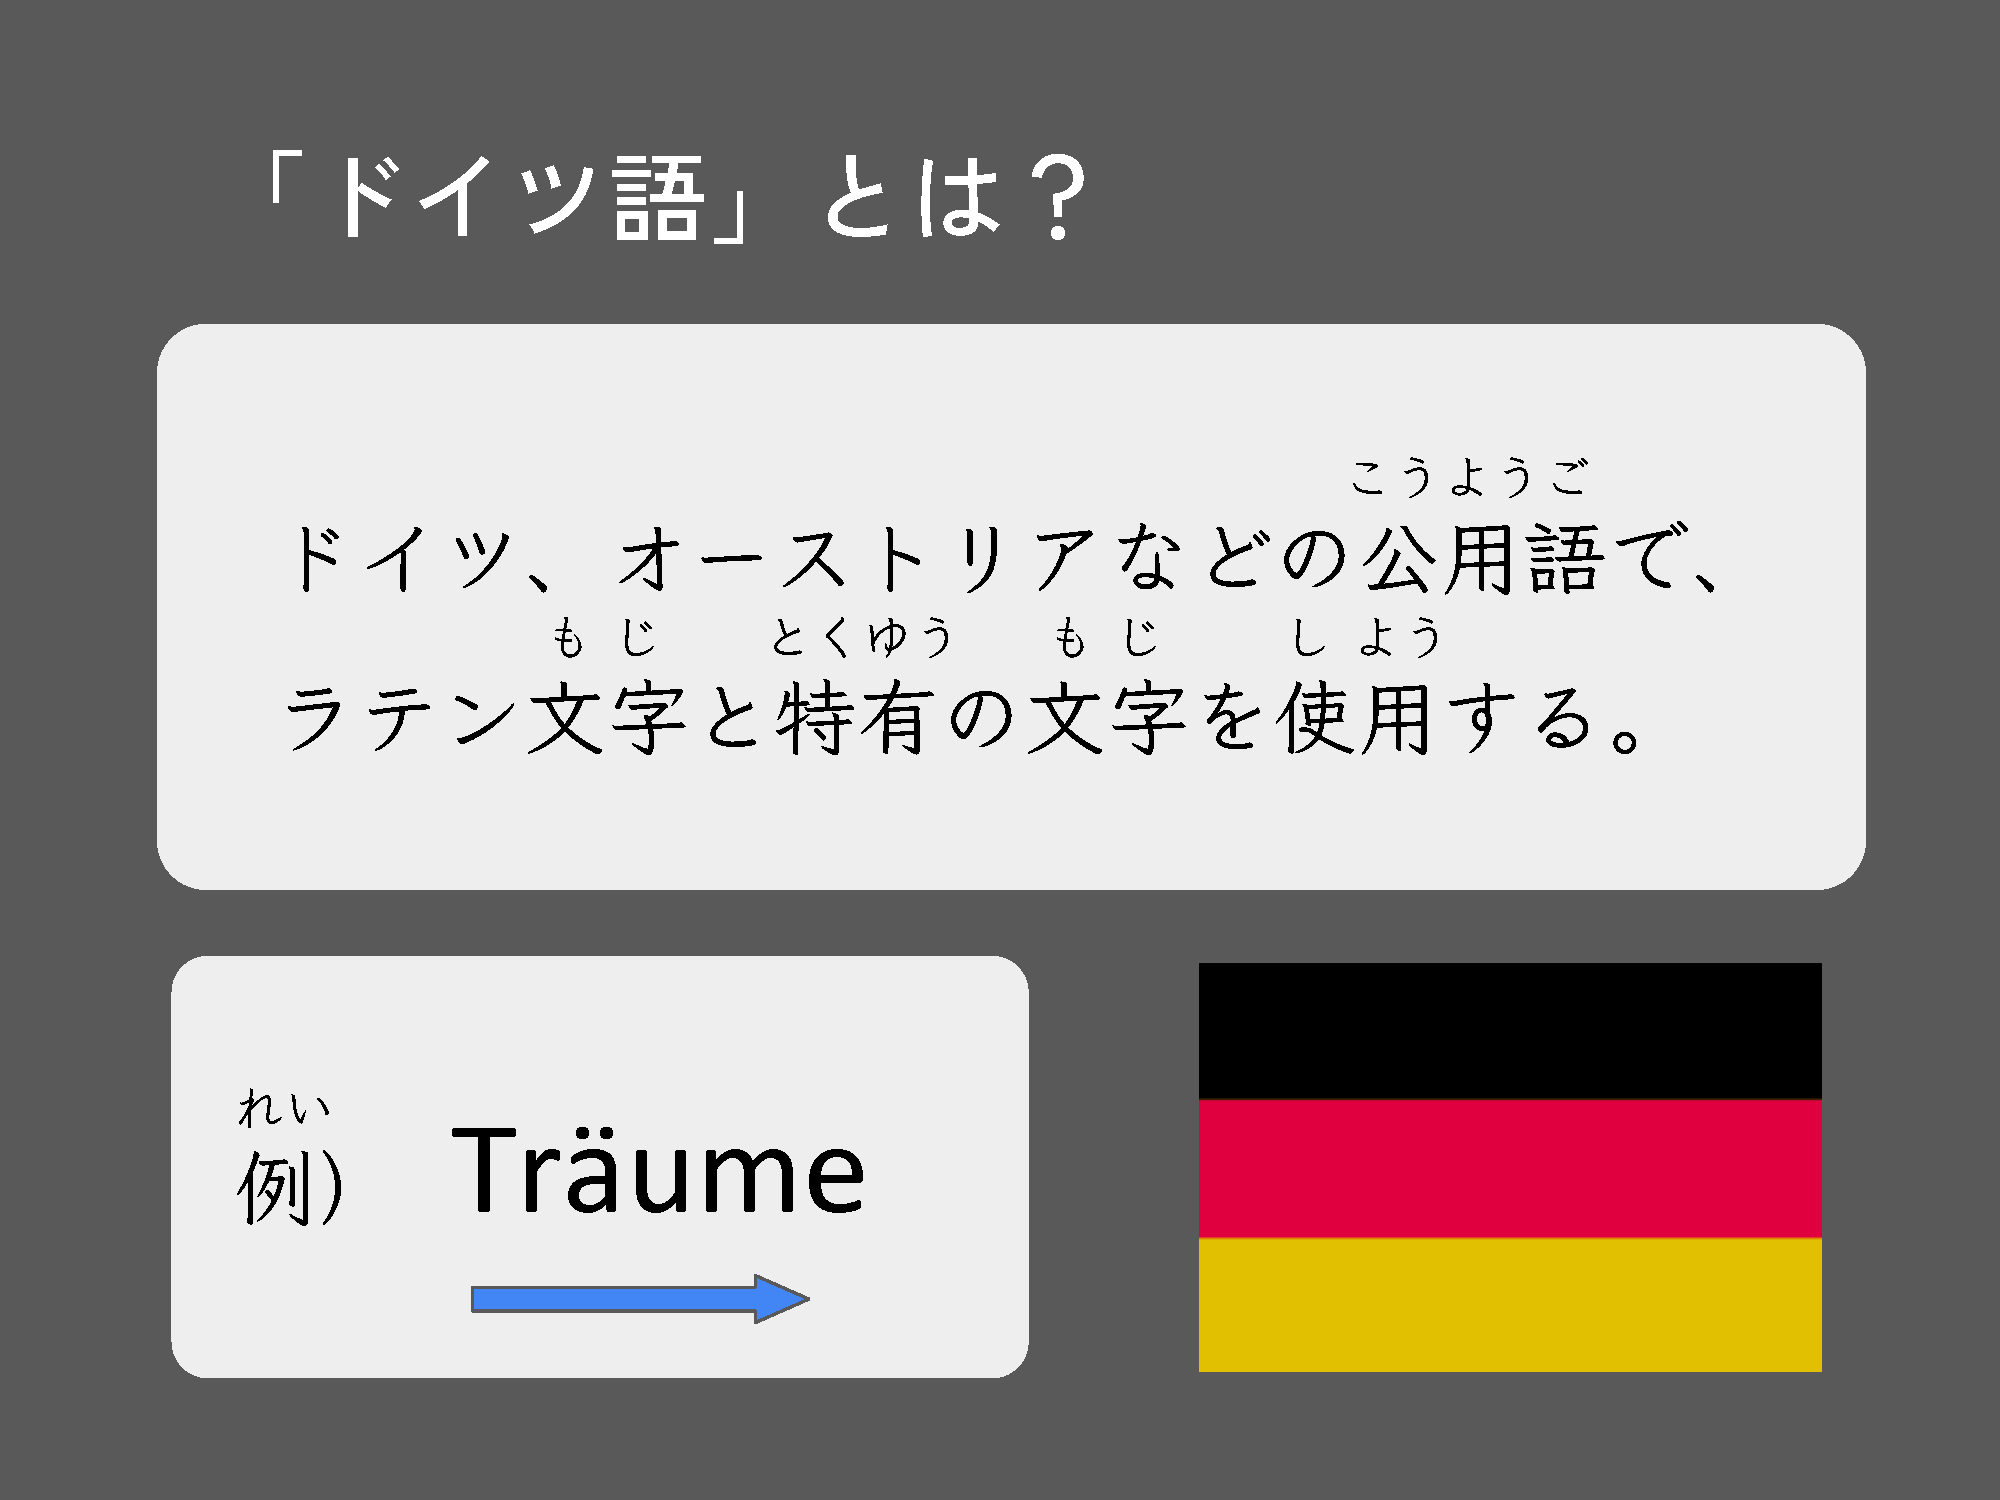 「ドイツ語」とは？
こうようご
ドイツ、オーストリアなどの公用語で、
もじ とくゆう もじ しよう
ラテン文字と特有の文字を使用する。
れい
例) Träume